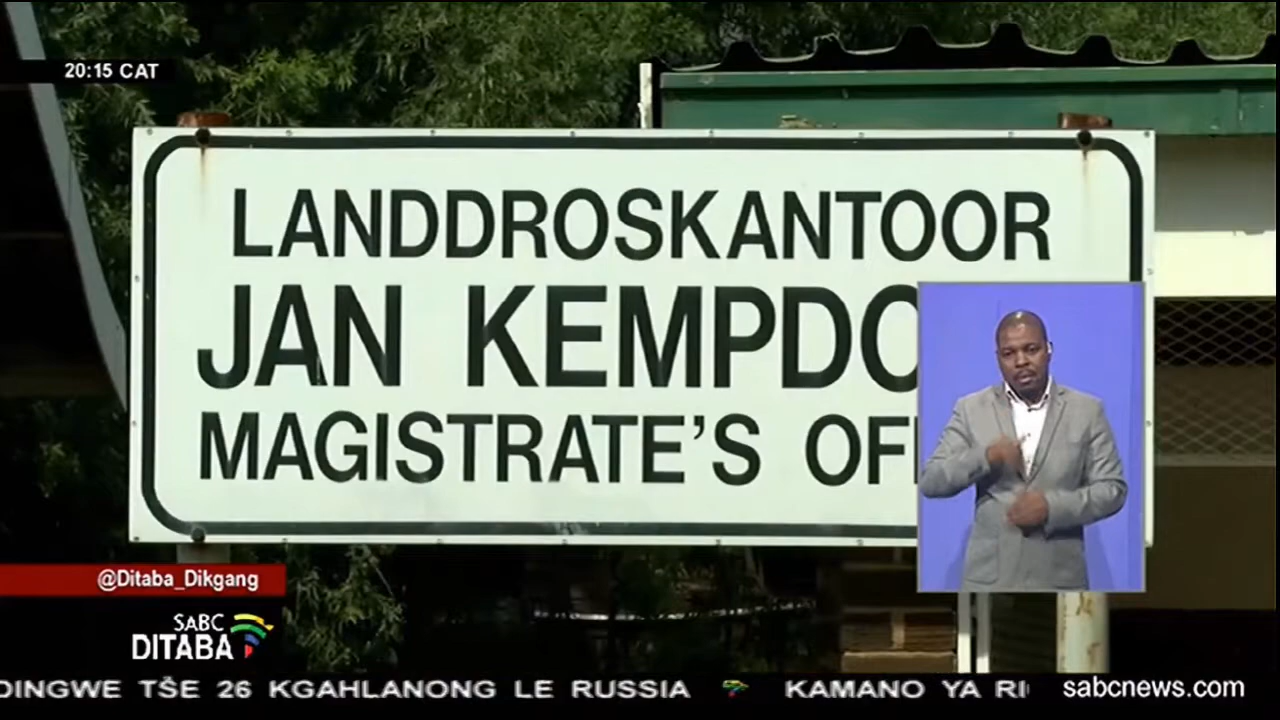 20:15 CAT
LANDDROSKANTOOR
JAN KEMPDO
MAGISTRATE'S OF
@Ditaba_Dikgang
SABC
DITABA
DINGWE TŠE 26 KGAHLANONG LE RUSSIA KAMANO YA RI
sabcnews.com